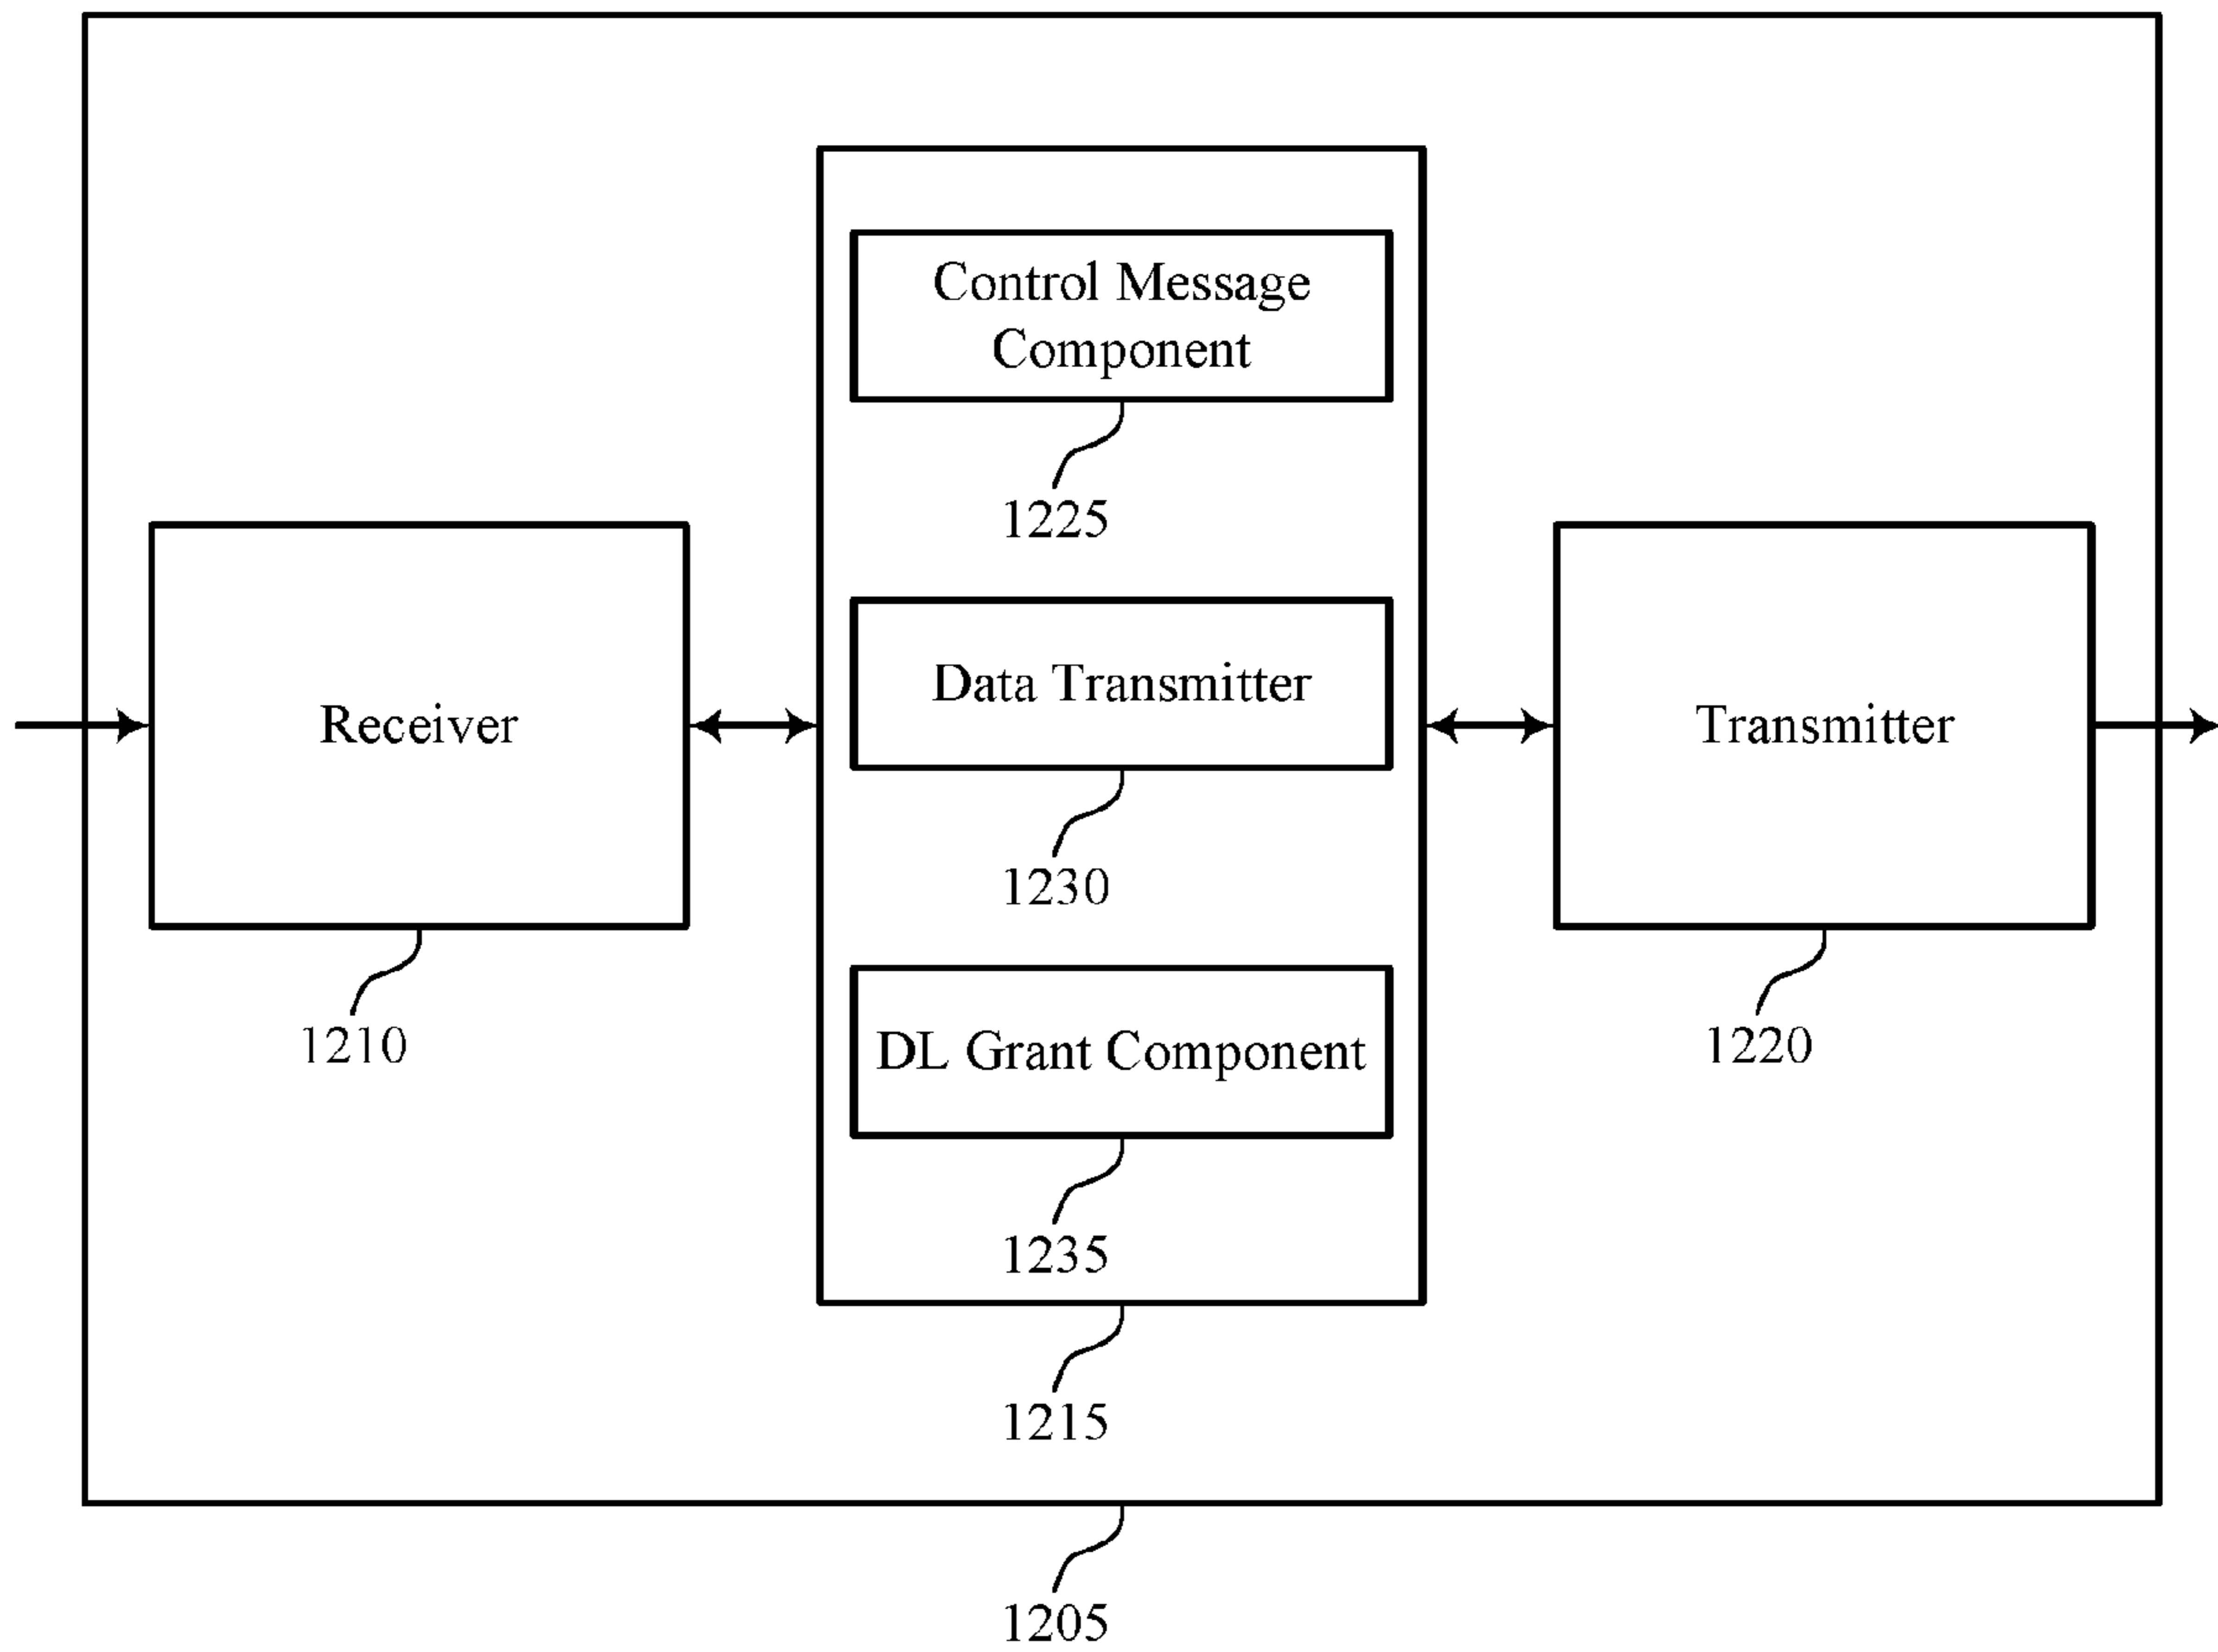 Control Message
Component
1225
Receiver
1210
Data Transmitter
1230
Transmitter
1220
DL Grant Component
1235
1215
1205